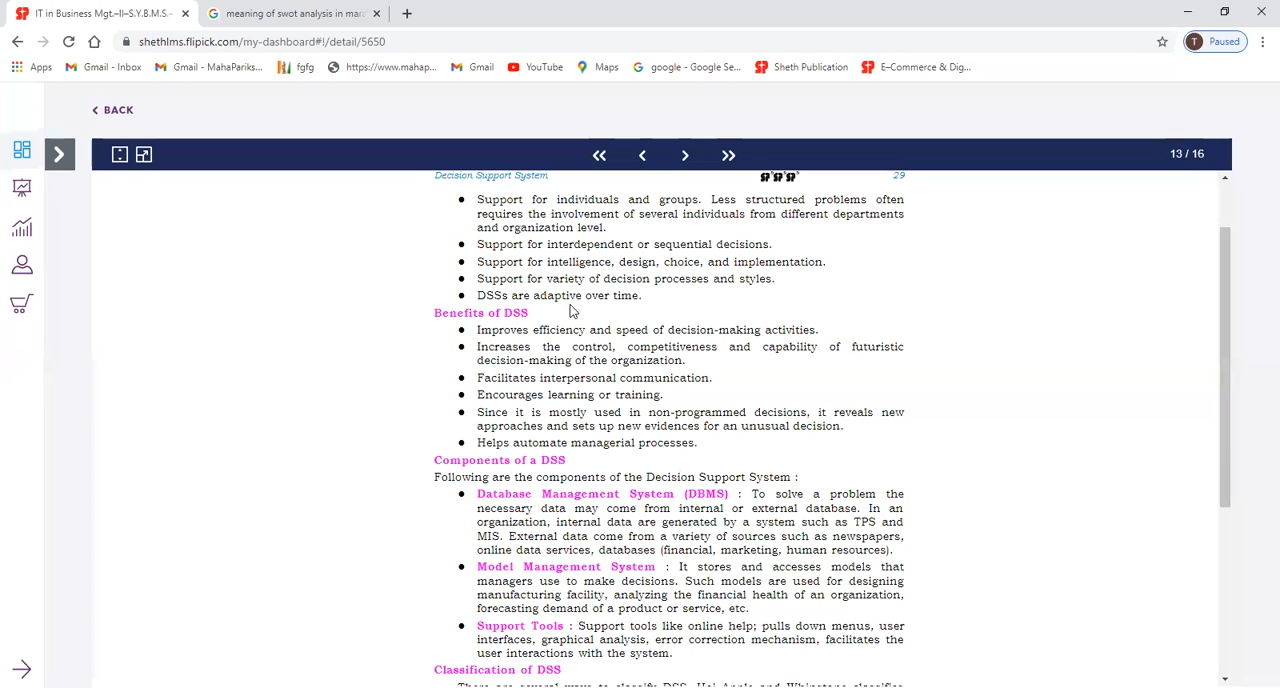 IT in Business Mgt.–II–S.Y.B.M.S.-
meaning of swot analysis in mar
shethlms.flipick.com/my-dashboard#!/detail/5650
T Paused
Apps
Gmail - Inbox
Gmail - MahaPariks...
fgfg
https://www.mahap...
Gmail
YouTube
Maps
google - Google Se...
Sheth Publication
E-Commerce & Dig...
BACK
13 / 16
Decision Support System 29
● Support for individuals and groups. Less structured problems often
requires the involvement of several individuals from different departments
and organization level.
● Support for interdependent or sequential decisions.
● Support for intelligence, design, choice, and implementation.
● Support for variety of decision processes and styles.
● DSSs are adaptive over time.
Benefits of DSS
● Improves efficiency and speed of decision-making activities.
● Increases the control, competitiveness and capability of futuristic
decision-making of the organization.
● Facilitates interpersonal communication.
● Encourages learning or training.
● Since it is mostly used in non-programmed decisions, it reveals new
approaches and sets up new evidences for an unusual decision.
● Helps automate managerial processes.
Components of a DSS
Following are the components of the Decision Support System :
● Database Management System (DBMS) : To solve a problem the
necessary data may come from internal or external database. In an
organization, internal data are generated by a system such as TPS and
MIS. External data come from a variety of sources such as newspapers,
online data services, databases (financial, marketing, human resources).
● Model Management System : It stores and accesses models that
managers use to make decisions. Such models are used for designing
manufacturing facility, analyzing the financial health of an organization,
forecasting demand of a product or service, etc.
● Support Tools : Support tools like online help; pulls down menus, user
interfaces, graphical analysis, error correction mechanism, facilitates the
user interactions with the system.
Classification of DSS
There are several ways to classify DSS. Hoi Apple and Whinstone classifies